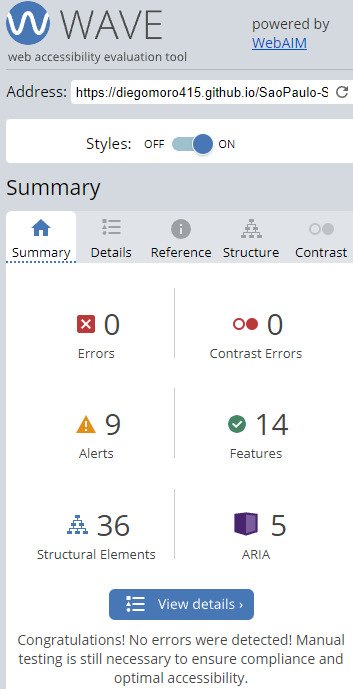 WAVE
powered by
WebAIM
web accessibility evaluation tool
Address: https://diegomoro415.github.io/SaoPaulo-S
Styles: OFF ON
Summary
Summary Details Reference Structure Contrast
0 0
Errors Contrast Errors
9 14
Alerts Features
36 5
Structural Elements ARIA
View details ›
Congratulations! No errors were detected! Manual
testing is still necessary to ensure compliance and
optimal accessibility.